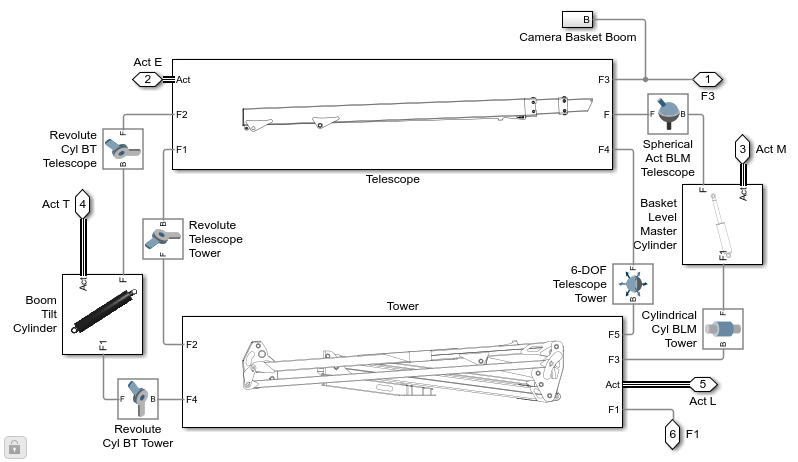 B
Camera Basket Boom
Act E
2
Act
F3
1
F3
F2
F
F
B
F1
F4
Revolute
Cyl BT
Telescope
F
B
Telescope
Spherical
Act BLM
Telescope
3
Act M
Act T
4
B
F
Revolute
Telescope
Tower
F
Act
F1
Basket
Level
Master
Cylinder
Act
F
F1
Boom
Tilt
Cylinder
6-DOF
Telescope
Tower
F
B
Tower
Cylindrical
Cyl BLM
Tower
F
B
F2
F5
F3
F
B
F4
Act
5
Act L
F1
6
F1
Revolute
Cyl BT Tower